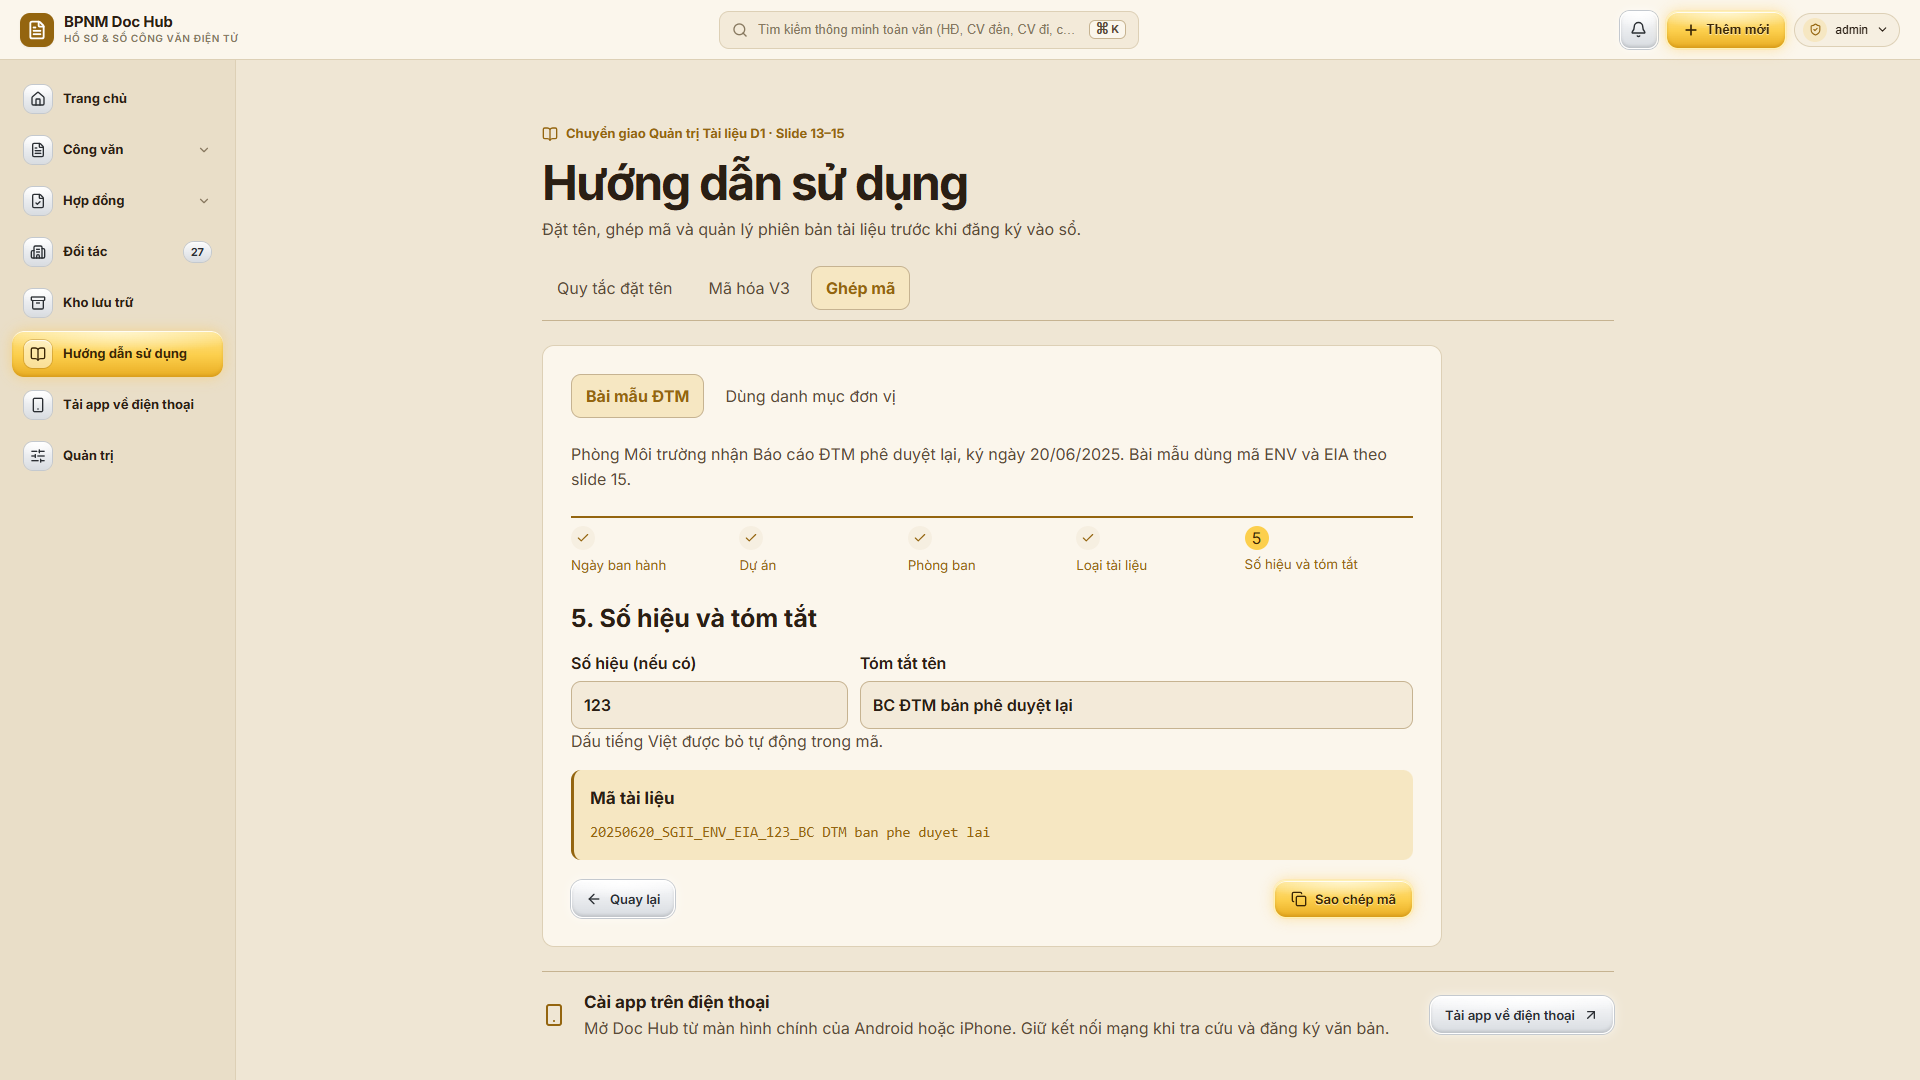 BPNM Doc Hub
HỒ SƠ & SỔ CÔNG VĂN ĐIỆN TỬ
Tìm kiếm thông minh toàn văn (HĐ, CV đến, CV đi, c...
⌘ K
Thêm mới
admin
Trang chủ
Công văn
Hợp đồng
Đối tác
27
Kho lưu trữ
Hướng dẫn sử dụng
Tải app về điện thoại
Quản trị
Chuyển giao Quản trị Tài liệu D1 · Slide 13–15
Hướng dẫn sử dụng
Đặt tên, ghép mã và quản lý phiên bản tài liệu trước khi đăng ký vào sổ.
Quy tắc đặt tên
Mã hóa V3
Ghép mã
Bài mẫu ĐTM
Dùng danh mục đơn vị
Phòng Môi trường nhận Báo cáo ĐTM phê duyệt lại, ký ngày 20/06/2025. Bài mẫu dùng mã ENV và EIA theo
slide 15.
Ngày ban hành
Dự án
Phòng ban
Loại tài liệu
5
Số hiệu và tóm tắt
5. Số hiệu và tóm tắt
Số hiệu (nếu có)
Tóm tắt tên
123
BC ĐTM bản phê duyệt lại
Dấu tiếng Việt được bỏ tự động trong mã.
Mã tài liệu
20250620_SGII_ENV_EIA_123_BC DTM ban phe duyet lai
Quay lại
Sao chép mã
Cài app trên điện thoại
Mở Doc Hub từ màn hình chính của Android hoặc iPhone. Giữ kết nối mạng khi tra cứu và đăng ký văn bản.
Tải app về điện thoại